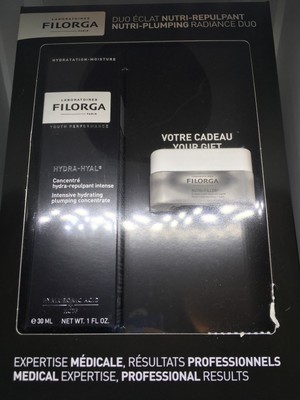 LABORATOIRES
FILORGA
PARIS
DUO ÉCLAT NUTRI-REPULPANT
NUTRI-PLUMPING RADIANCE DUO
HYDRATATION-MOISTURE
LABORATOIRES
FILORGA
PARIS
YOUTH PERFORMANCE
HYDRA-HYAL
Concentré
hydra-repulpant intense
Intensive hydrating
plumping concentrate
HYALURONIC ACID
NCEF
℮ 30 ML NET WT. 1 FL OZ.
VOTRE CADEAU
YOUR GIFT
FILORGA
EXPERTISE MÉDICALE, RÉSULTATS PROFESSIONNELS
MEDICAL EXPERTISE, PROFESSIONAL RESULTS